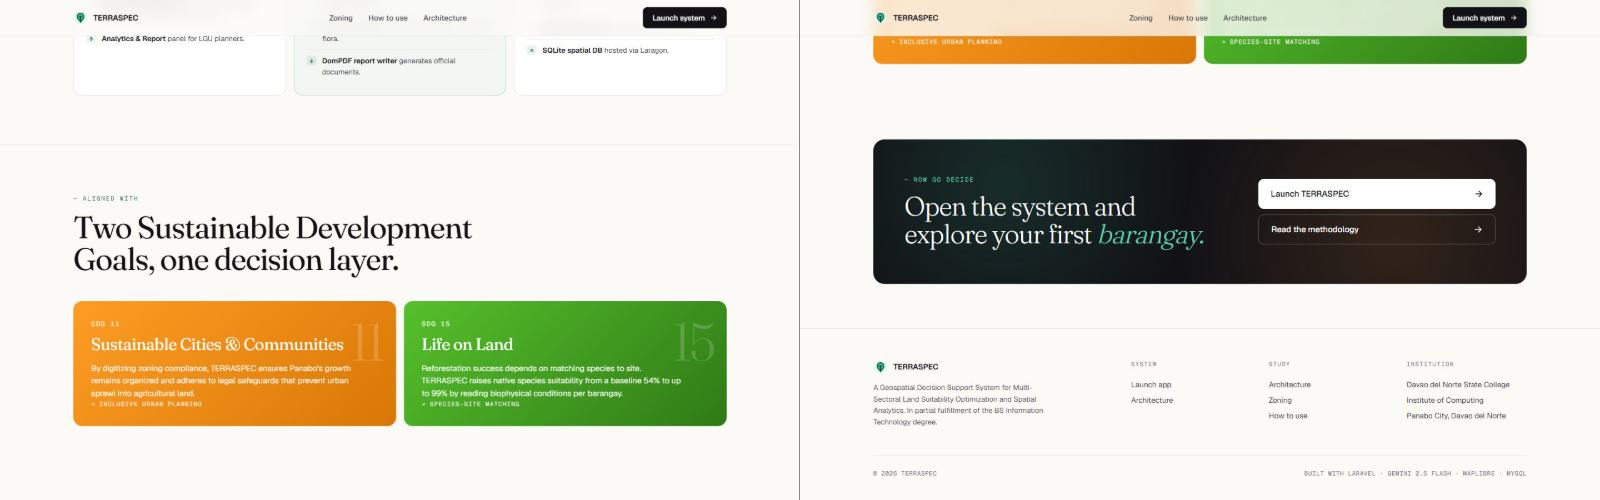 TERRASPEC
Zoning How to use Architecture
Launch system →
Analytics & Report panel for LGU planners.
flora.
DomPDF report writer generates official
documents.
SQLite spatial DB hosted via Laragon.
— ALIGNED WITH
Two Sustainable Development
Goals, one decision layer.
SDG 11
11
Sustainable Cities & Communities
By digitizing zoning compliance, TERRASPEC ensures Panabo's growth
remains organized and adheres to legal safeguards that prevent urban
sprawl into agricultural land.
→ INCLUSIVE URBAN PLANNING
SDG 15
15
Life on Land
Reforestation success depends on matching species to site.
TERRASPEC raises native species suitability from a baseline 54% to up
to 99% by reading biophysical conditions per barangay.
→ SPECIES-SITE MATCHING
TERRASPEC
Zoning How to use Architecture
Launch system →
→ INCLUSIVE URBAN PLANNING
→ SPECIES-SITE MATCHING
— NOW GO DECIDE
Open the system and
explore your first barangay.
Launch TERRASPEC →
Read the methodology →
TERRASPEC
A Geospatial Decision Support System for Multi-
Sectoral Land Suitability Optimization and Spatial
Analytics. In partial fulfillment of the BS Information
Technology degree.
SYSTEM
Launch app
Architecture
STUDY
Architecture
Zoning
How to use
INSTITUTION
Davao del Norte State College
Institute of Computing
Panabo City, Davao del Norte
© 2026 TERRASPEC
BUILT WITH LARAVEL · GEMINI 2.5 FLASH · MAPLIBRE · MYSQL